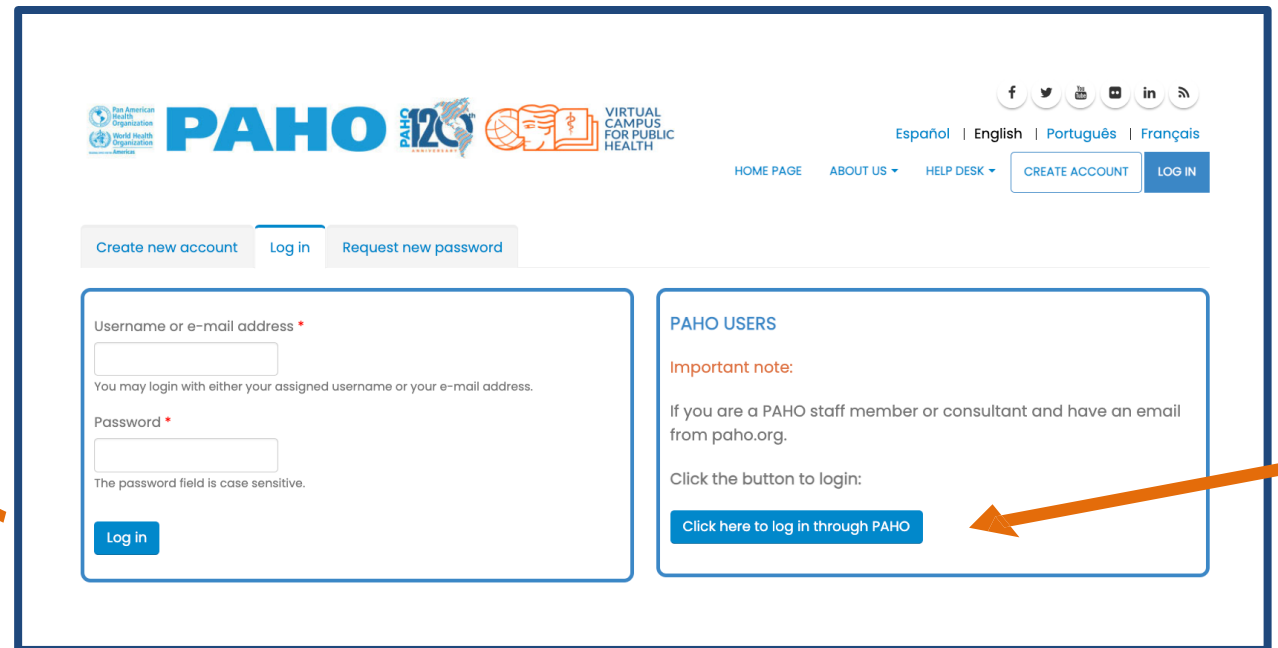 Pan American
Health
Organization
World Health
Organization
Americas
PAHO
PAHO
120th
ANNIVERSARY
VIRTUAL
CAMPUS
FOR PUBLIC
HEALTH
Español | English | Português | Français
HOME PAGE ABOUT US HELP DESK CREATE ACCOUNT LOG IN
Create new account Log in Request new password
Username or e-mail address *
You may login with either your assigned username or your e-mail address.
Password *
The password field is case sensitive.
Log in
PAHO USERS
Important note:
If you are a PAHO staff member or consultant and have an email
from paho.org.
Click the button to login:
Click here to log in through PAHO